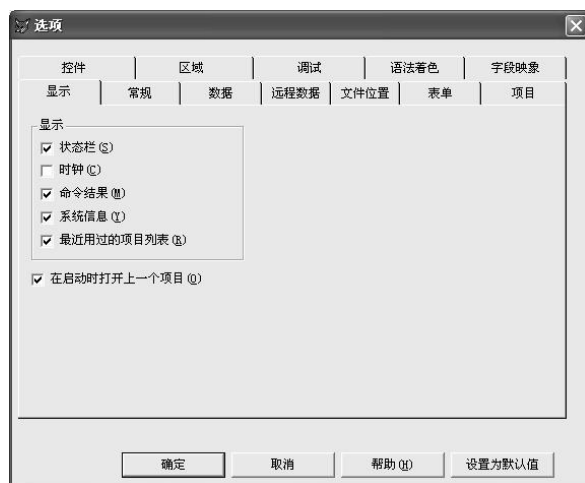 选项
控件 区域 调试 语法着色 字段映象
显示 常规 数据 远程数据 文件位置 表单 项目
显示
状态栏(S)
时钟(C)
命令结果(M)
系统信息(Y)
最近用过的项目列表(R)
在启动时打开上一个项目(O)
确定 取消 帮助(H) 设置为默认值